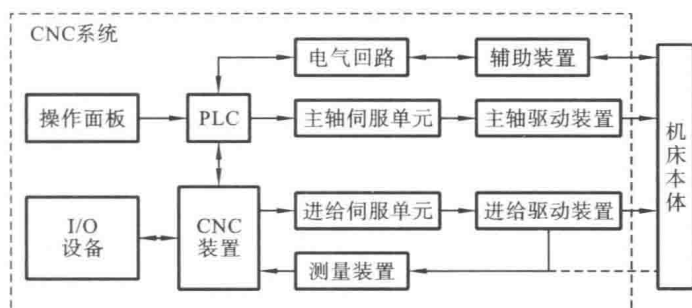 CNC系统
电气回路
辅助装置
操作面板
PLC
主轴伺服单元
主轴驱动装置
机
床
本
体
I/O
设备
CNC
装置
进给伺服单元
进给驱动装置
测量装置